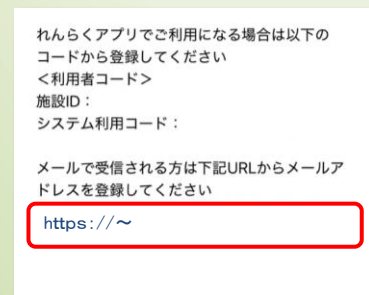 れんらくアプリでご利用になる場合は以下の
コードから登録してください
＜利用者コード＞
施設ID：
システム利用コード：
メールで受信される方は下記URLからメールア
ドレスを登録してください
https://～